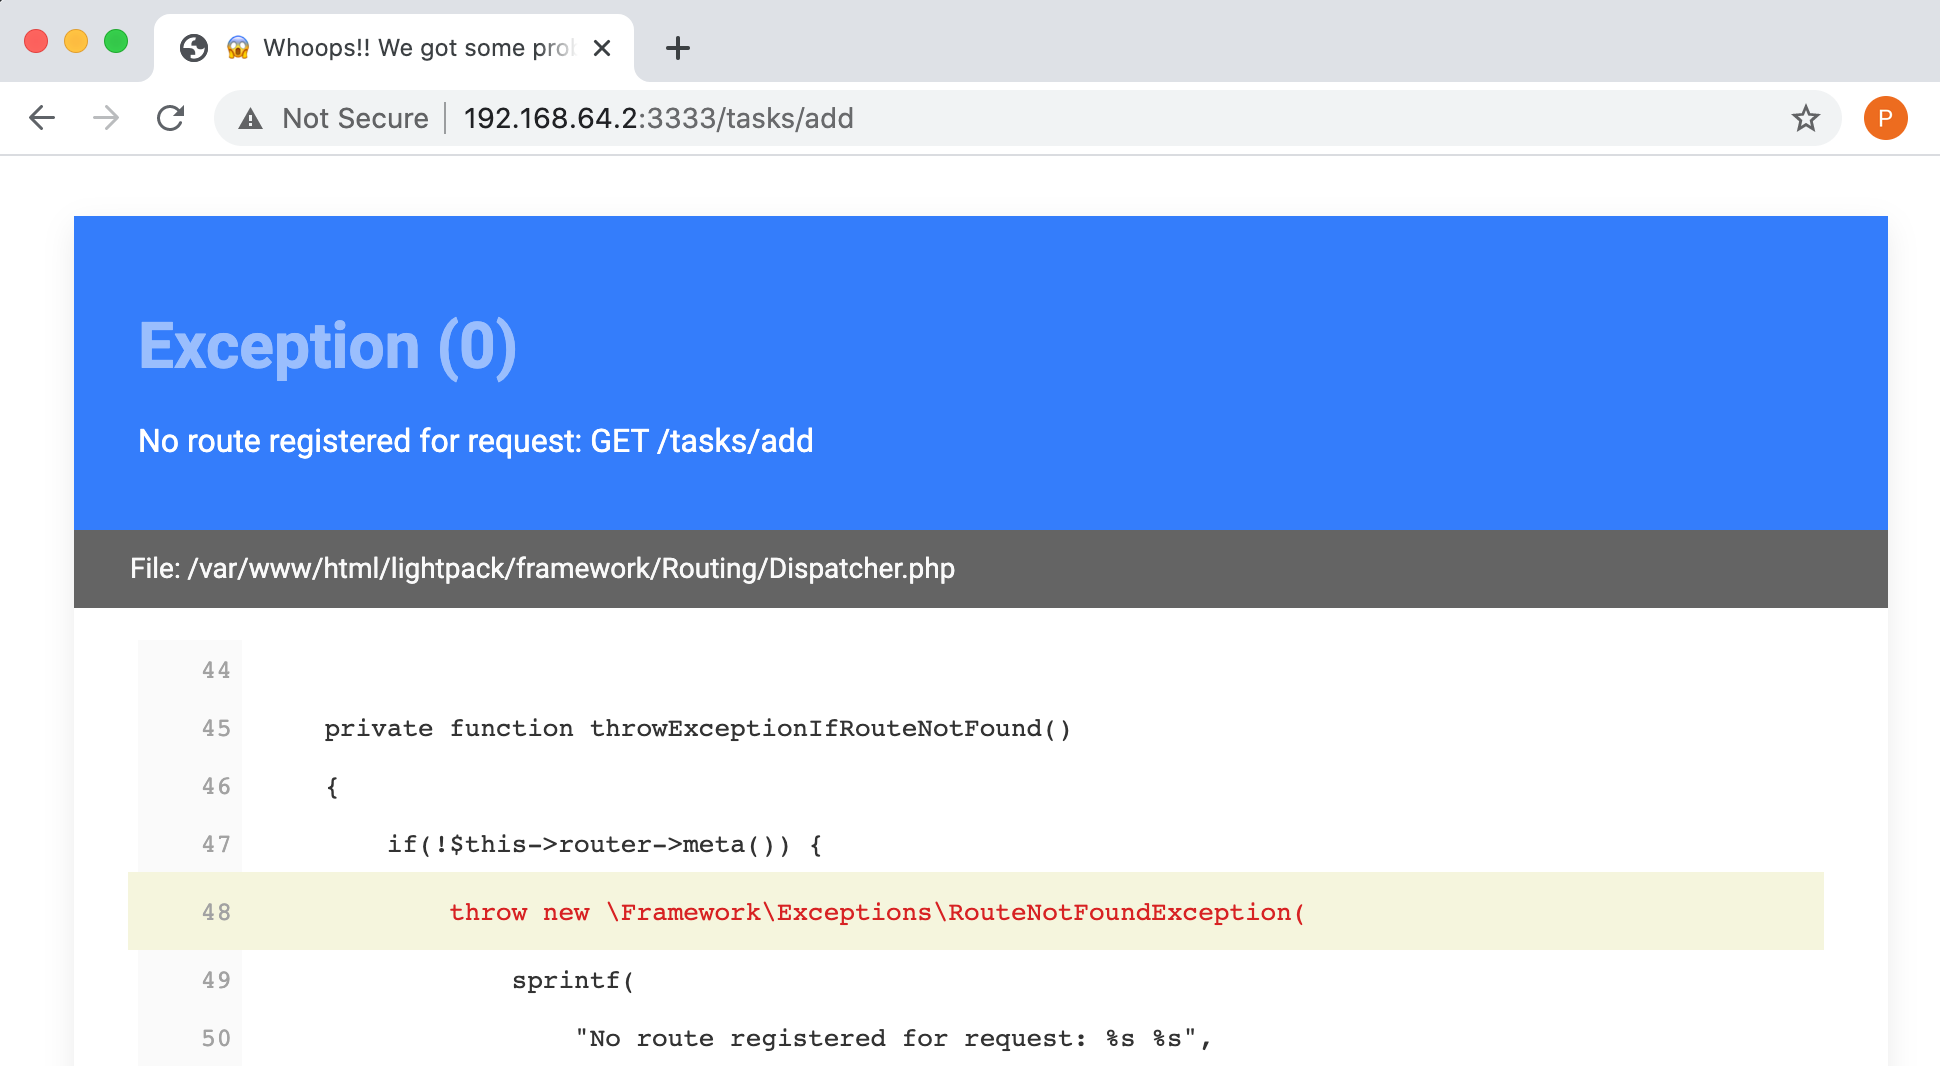 😱 Whoops!! We got some prob
Not Secure 192.168.64.2:3333/tasks/add
P
Exception (0)
No route registered for request: GET /tasks/add
File: /var/www/html/lightpack/framework/Routing/Dispatcher.php
44
45 private function throwExceptionIfRouteNotFound()
46 {
47 if(!$this->router->meta()) {
48 throw new \Framework\Exceptions\RouteNotFoundException(
49 sprintf(
50 "No route registered for request: %s %s",